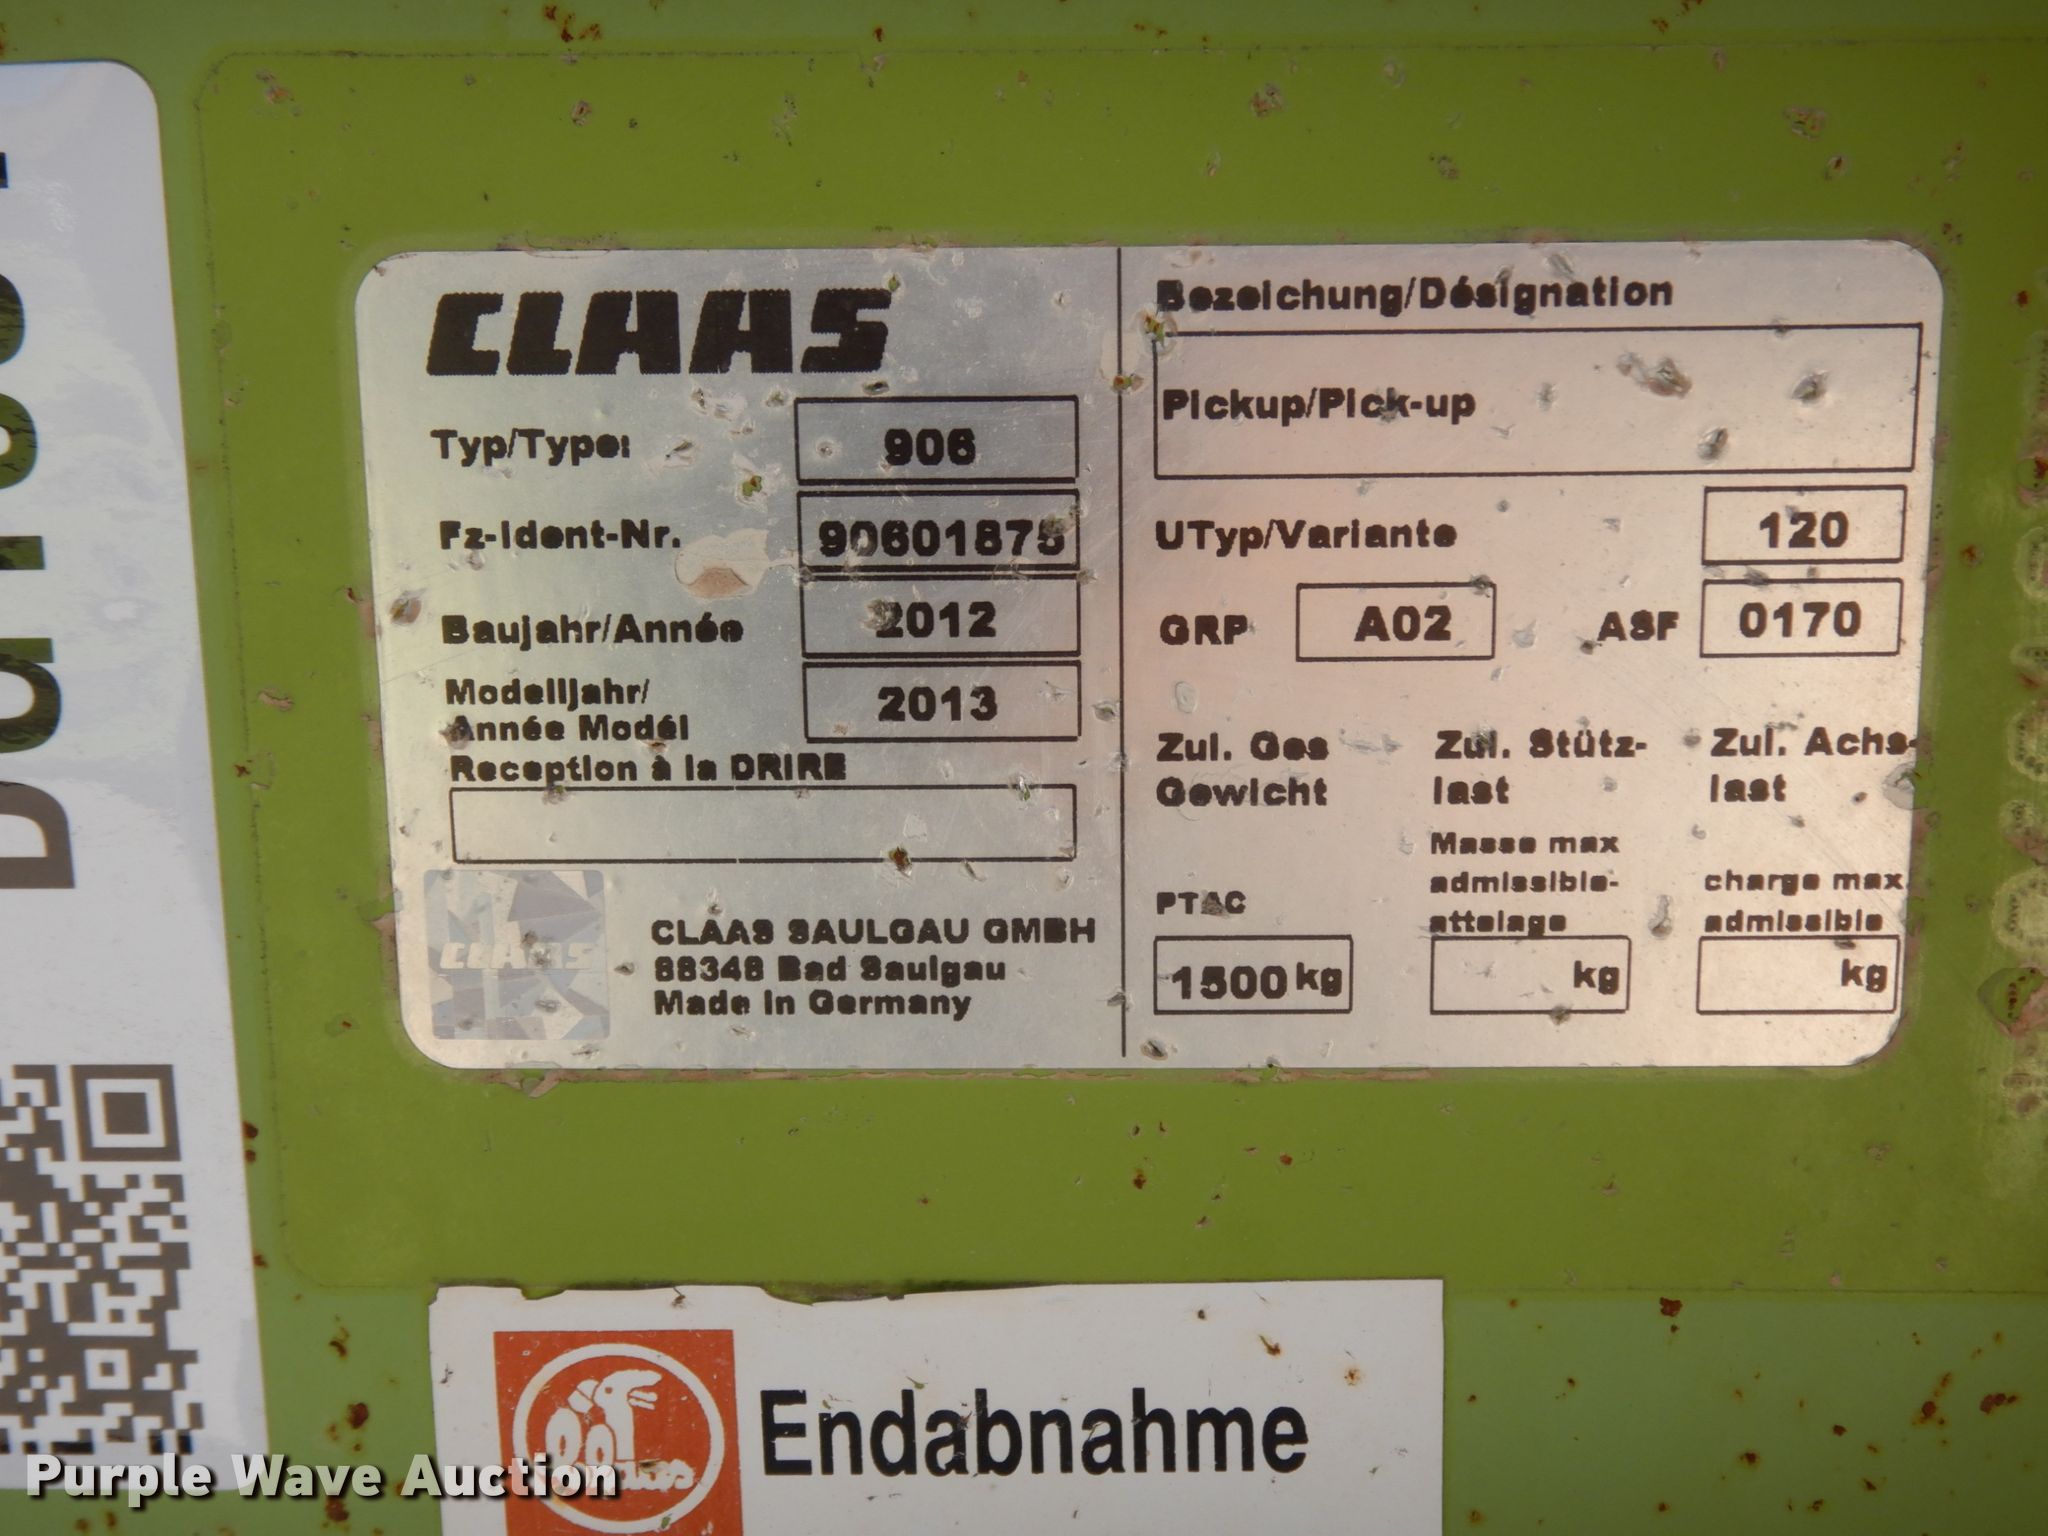 CLAAS
Typ/Type: 906
Fz-Ident-Nr. 90601875
Baujahr/Année 2012
Modelljahr/
Année Modél 2013
Reception à la DRIRE
CLAAS
CLAAS SAULGAU GMBH
88348 Bad Saulgau
Made in Germany
Bezeichung/Désignation
Pickup/Pick-up
UTyp/Variante 120
GRP A02 ASF 0170
Zul. Ges Zul. Stütz- Zul. Achs-
Gewicht last last
Masse max
admissible- charge max
PTAC attelage admissible
1500 kg kg kg
Endabnahme
Purple Wave Auction